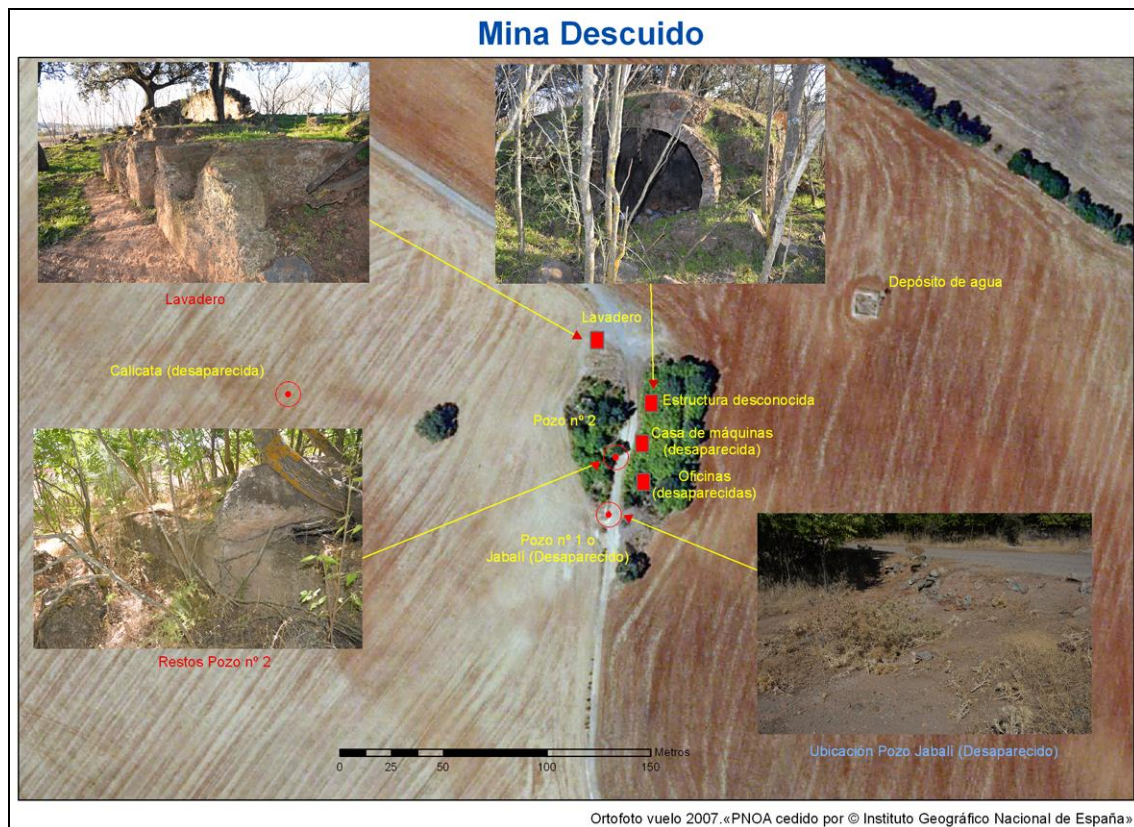 Mina Descuido
Lavadero
Depósito de agua
Lavadero
Calicata (desaparecida)
Estructura desconocida
Pozo nº 2
Casa de máquinas
(desaparecida)
Oficinas
(desaparecidas)
Pozo nº 1 o
Jabalí (Desaparecido)
Restos Pozo nº 2
Ubicación Pozo Jabalí (Desaparecido)
Metros
0 25 50 100 150
Ortofoto vuelo 2007.«PNOA cedido por © Instituto Geográfico Nacional de España»